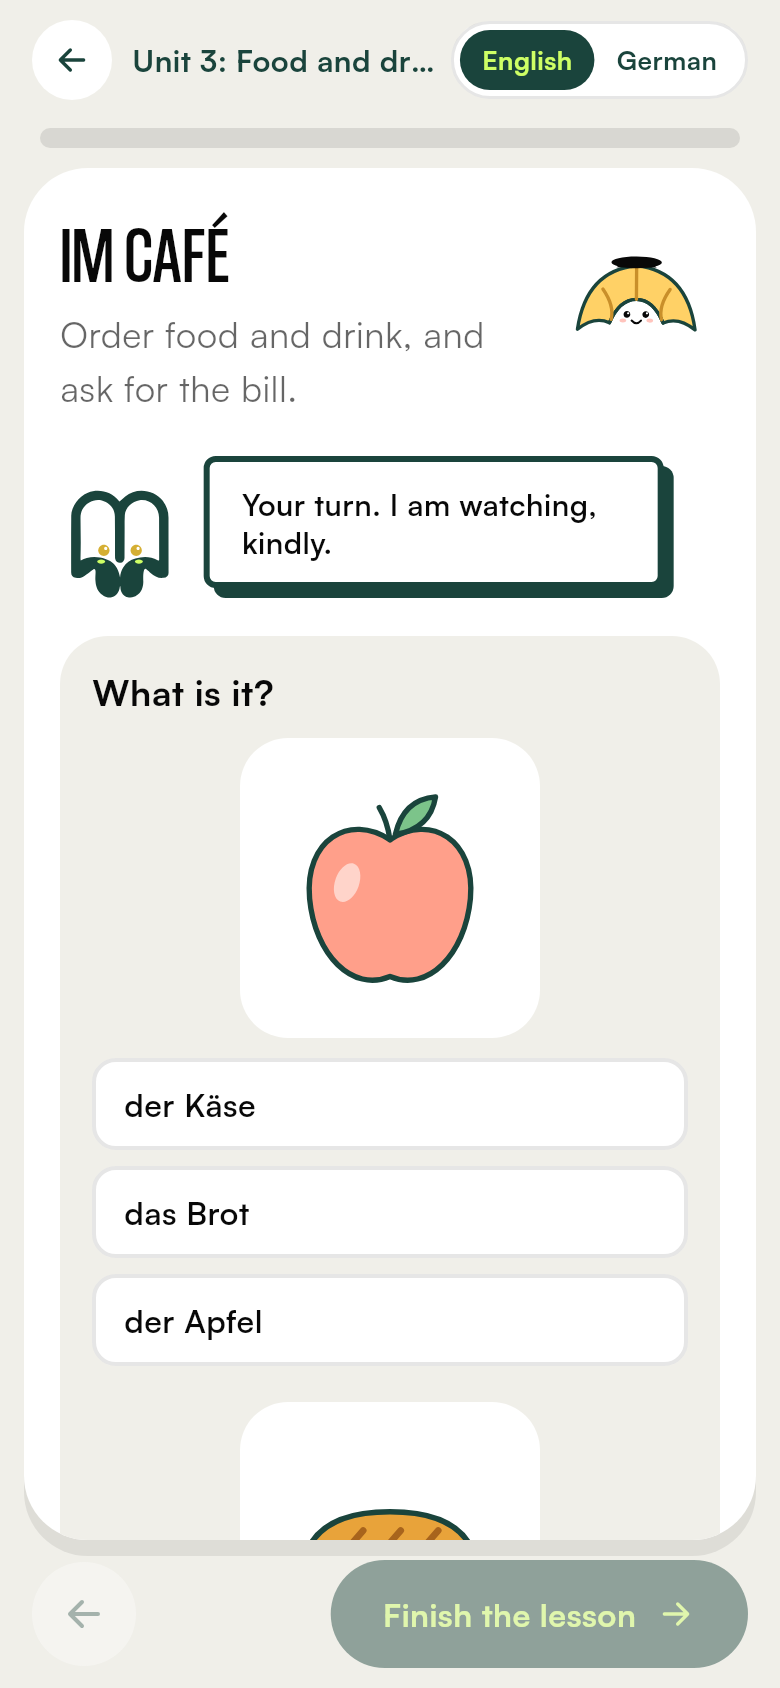 Unit 3: Food and dr...
English
German
IM CAFÉ
Order food and drink, and
ask for the bill.
Your turn. I am watching,
kindly.
What is it?
der Käse
das Brot
der Apfel
Finish the lesson